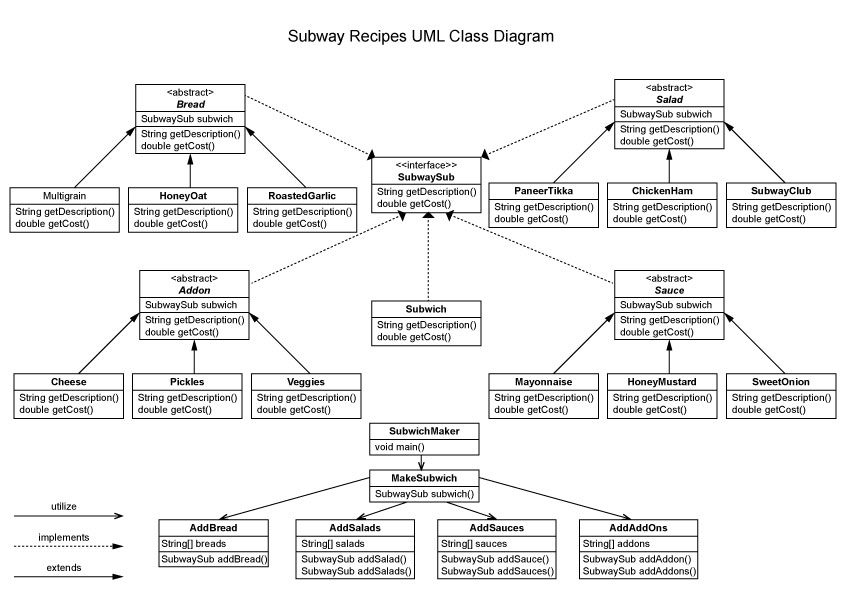 Subway Recipes UML Class Diagram
<abstract>
Bread
SubwaySub subwich
String getDescription()
double getCost()
<abstract>
Salad
SubwaySub subwich
String getDescription()
double getCost()
<<interface>>
SubwaySub
String getDescription()
double getCost()
Multigrain
String getDescription()
double getCost()
HoneyOat
String getDescription()
double getCost()
RoastedGarlic
String getDescription()
double getCost()
PaneerTikka
String getDescription()
double getCost()
ChickenHam
String getDescription()
double getCost()
SubwayClub
String getDescription()
double getCost()
<abstract>
Addon
SubwaySub subwich
String getDescription()
double getCost()
Subwich
String getDescription()
double getCost()
<abstract>
Sauce
SubwaySub subwich
String getDescription()
double getCost()
Cheese
String getDescription()
double getCost()
Pickles
String getDescription()
double getCost()
Veggies
String getDescription()
double getCost()
Mayonnaise
String getDescription()
double getCost()
HoneyMustard
String getDescription()
double getCost()
SweetOnion
String getDescription()
double getCost()
SubwichMaker
void main()
MakeSubwich
SubwaySub subwich()
utilize
implements
extends
AddBread
String[] breads
SubwaySub addBread()
AddSalads
String[] salads
SubwaySub addSalad()
SubwaySub addSalads()
AddSauces
String[] sauces
SubwaySub addSauce()
SubwaySub addSauces()
AddAddOns
String[] addons
SubwaySub addAddon()
SubwaySub addAddons()